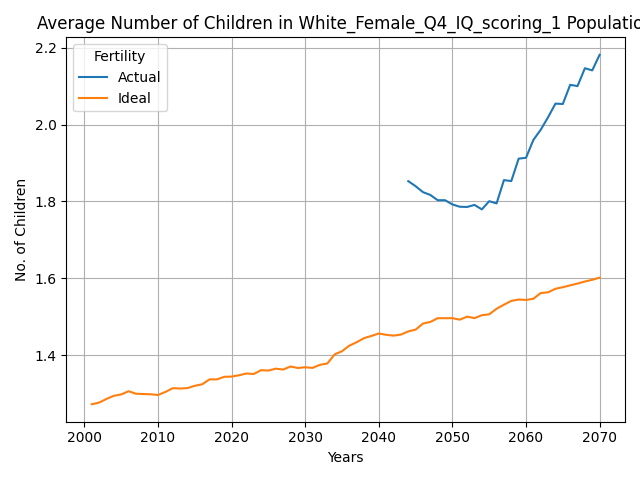 Average Number of Children in White_Female_Q4_IQ_scoring_1 Populatio
Fertility
Actual
Ideal
No. of Children
2.2
2.0
1.8
1.6
1.4
2000 2010 2020 2030 2040 2050 2060 2070
Years